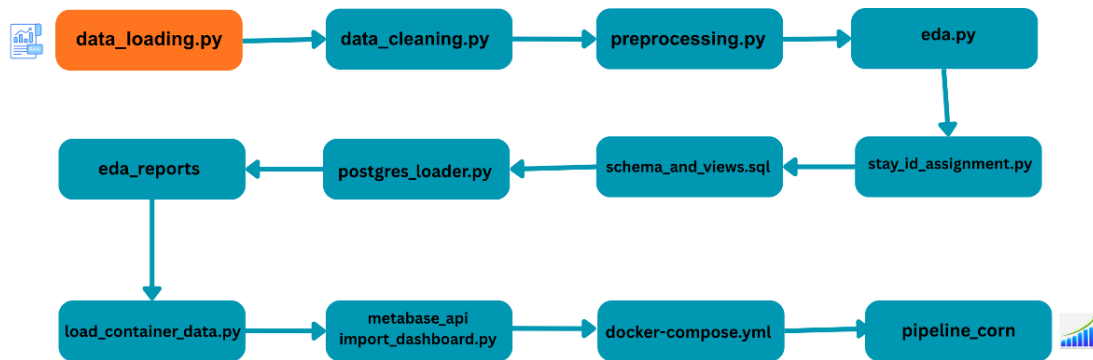 data_loading.py
data_cleaning.py
preprocessing.py
eda.py
eda_reports
postgres_loader.py
schema_and_views.sql
stay_id_assignment.py
load_container_data.py
metabase_api
import_dashboard.py
docker-compose.yml
pipeline_corn